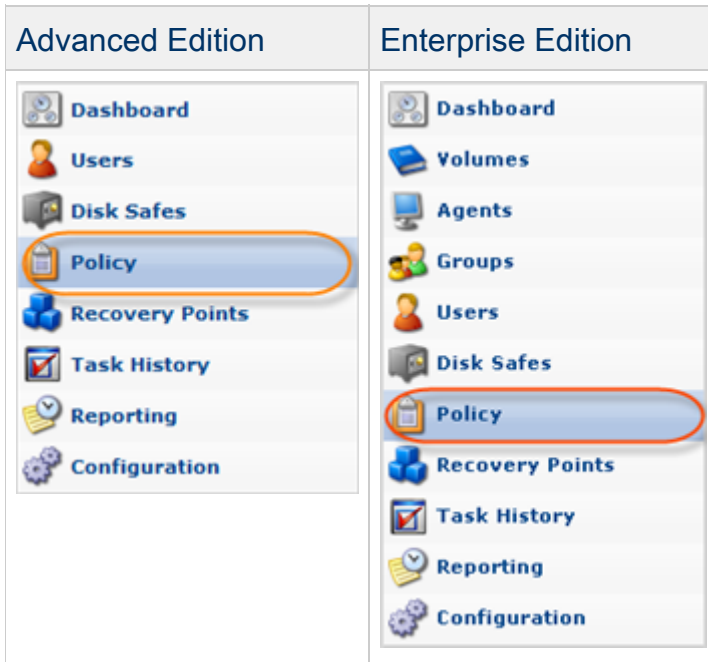 Advanced Edition
Dashboard
Users
Disk Safes
Policy
Recovery Points
Task History
Reporting
Configuration
Enterprise Edition
Dashboard
Volumes
Agents
Groups
Users
Disk Safes
Policy
Recovery Points
Task History
Reporting
Configuration